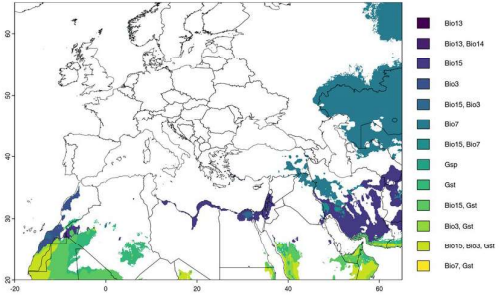 60
50
40
30
20
-20
0
20
40
60
Bio13
Bio13, Bio14
Bio15
Bio3
Bio15, Bio3
Bio7
Bio15, Bio7
Gsp
Gst
Bio15, Gst
Bio3, Gst
Bio15, Bio3, Gst
Bio7, Gst